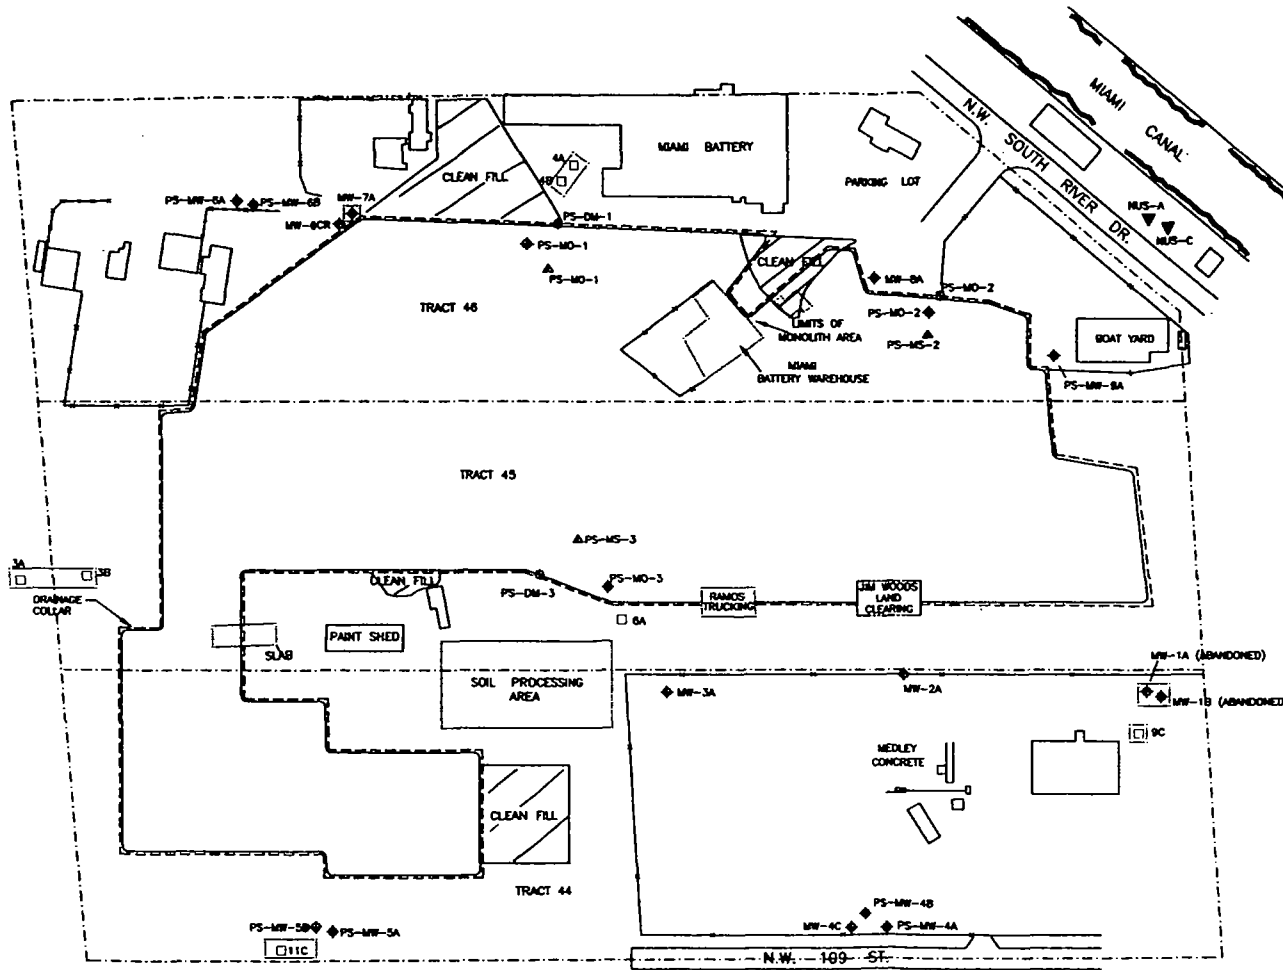 MIAMI
CANAL
N.W. SOUTH RIVER DR.
MIAMI BATTERY
PARKING LOT
4A
4B
CLEAN FILL
NUS-A
NUS-C
PS-MW-6A
PS-MW-6B
MW-7A
MW-6CR
PS-DM-1
PS-MO-1
PS-MO-1
CLEAN FILL
MW-8A
PS-MO-2
PS-MO-2
PS-MS-2
TRACT 46
LIMITS OF
MONOLITH AREA
BOAT YARD
MIAMI
BATTERY WAREHOUSE
PS-MW-9A
TRACT 45
PS-MS-3
3A
3B
CLEAN FILL
PS-DM-3
PS-MO-3
DRAINAGE
COLLAR
RAMOS
TRUCKING
JIM WOODS
LAND
CLEARING
6A
PAINT SHED
SLAB
SOIL PROCESSING
AREA
MW-1A (ABANDONED)
MW-3A
MW-2A
MW-1B (ABANDONED)
9C
MEDLEY
CONCRETE
CLEAN FILL
TRACT 44
PS-MW-4B
PS-MW-5B
PS-MW-5A
MW-4C
PS-MW-4A
11C
N.W. 109 ST.